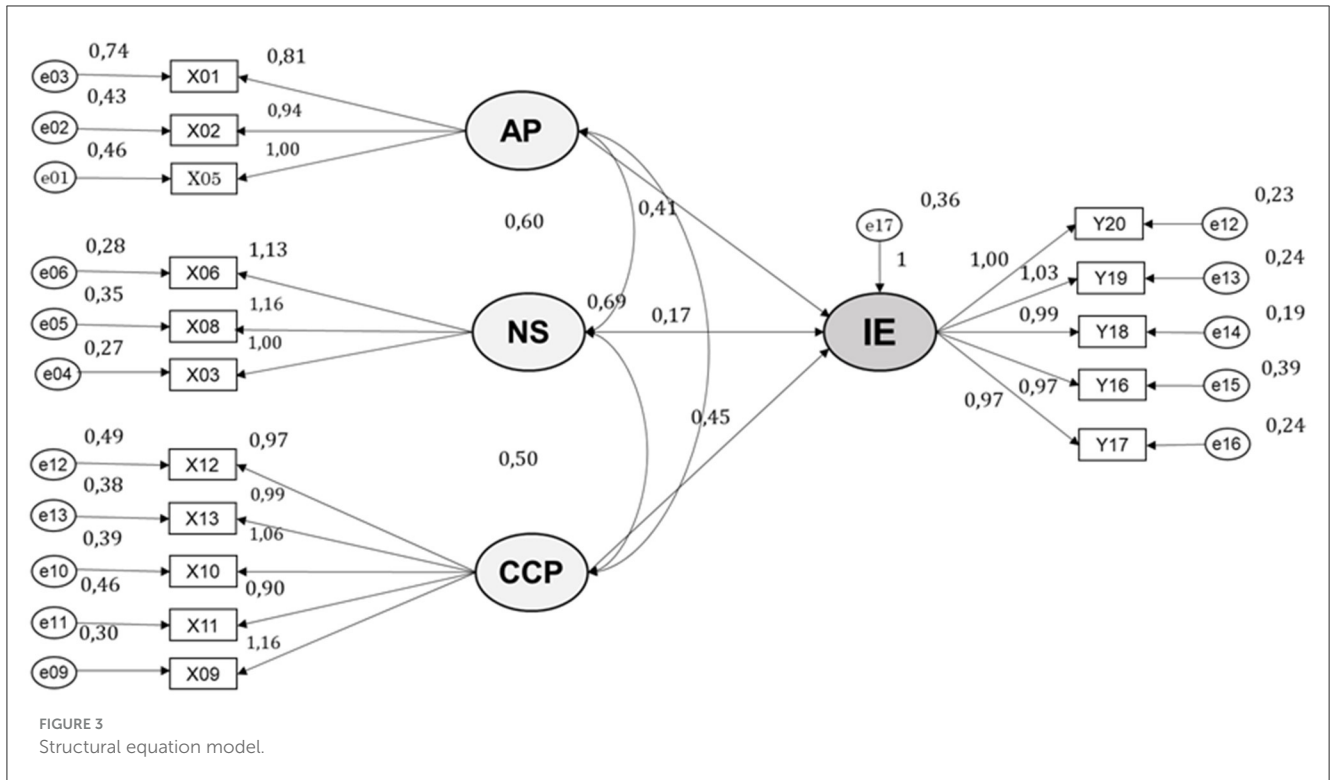 0,74
0,81
e03
X01
0,43
0,94
e02
X02
AP
0,46
1,00
e01
X05
0,60
0,41
0,36
e17
1
0,23
Y20
e12
1,00
0,24
1,03
Y19
e13
0,28
1,13
e06
X06
0,35
1,16
e05
X08
NS
0,69
0,17
IE
0,99
Y18
e14
0,19
0,27
1,00
e04
X03
0,97
0,97
Y16
e15
0,39
Y17
e16
0,24
0,45
0,50
0,49
0,97
e12
X12
0,38
0,99
e13
X13
0,39
1,06
e10
X10
CCP
0,46
0,90
e11
X11
0,30
1,16
e09
X09
FIGURE 3
Structural equation model.